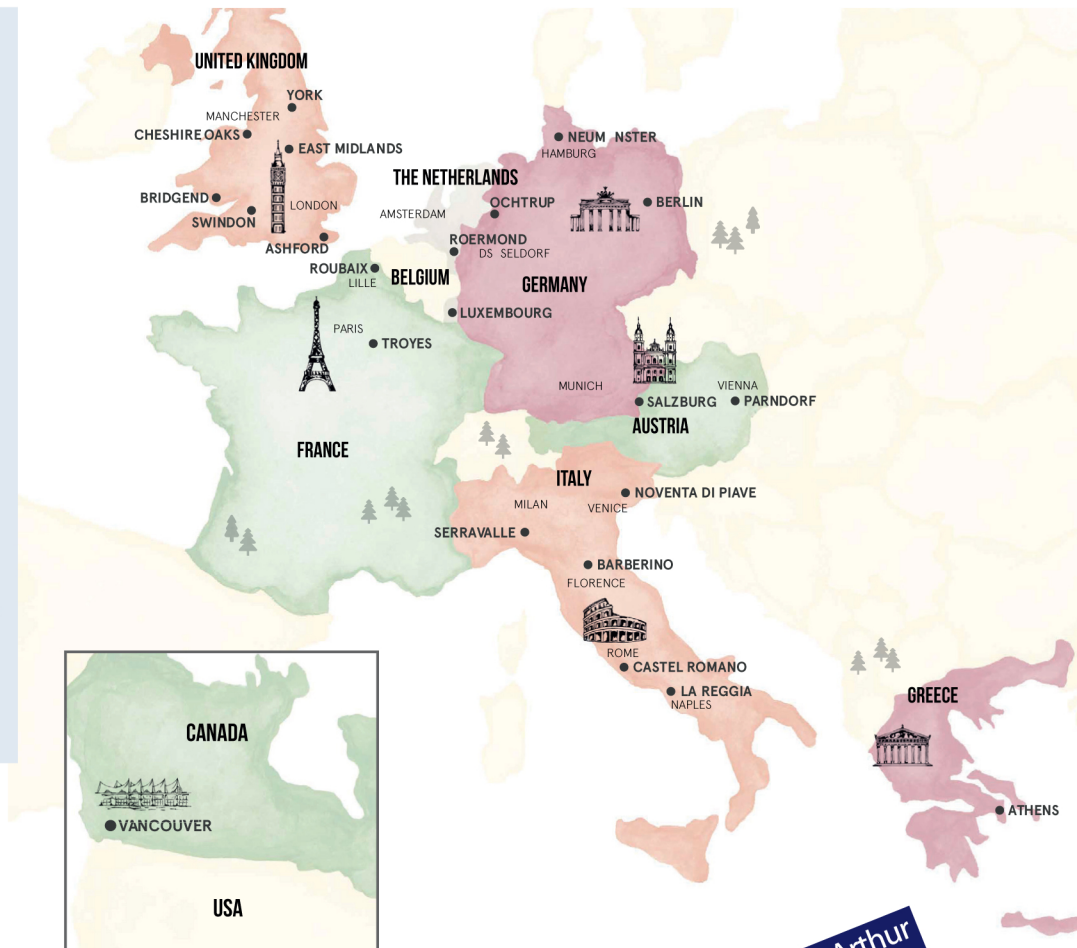 UNITED KINGDOM
YORK
MANCHESTER
CHESHIRE OAKS
EAST MIDLANDS
BRIDGEND
LONDON
SWINDON
ASHFORD
NEUM NSTER
HAMBURG
THE NETHERLANDS
OCHTRUP
BERLIN
AMSTERDAM
ROERMOND
DS SELDORF
ROUBAIX
LILLE
BELGIUM
GERMANY
LUXEMBOURG
PARIS
TROYES
MUNICH
VIENNA
SALZBURG
PARNDORF
AUSTRIA
FRANCE
ITALY
NOVENTA DI PIAVE
MILAN
VENICE
SERRAVALLE
BARBERINO
FLORENCE
ROME
CASTEL ROMANO
LA REGGIA
NAPLES
GREECE
ATHENS
CANADA
VANCOUVER
USA
Arthur